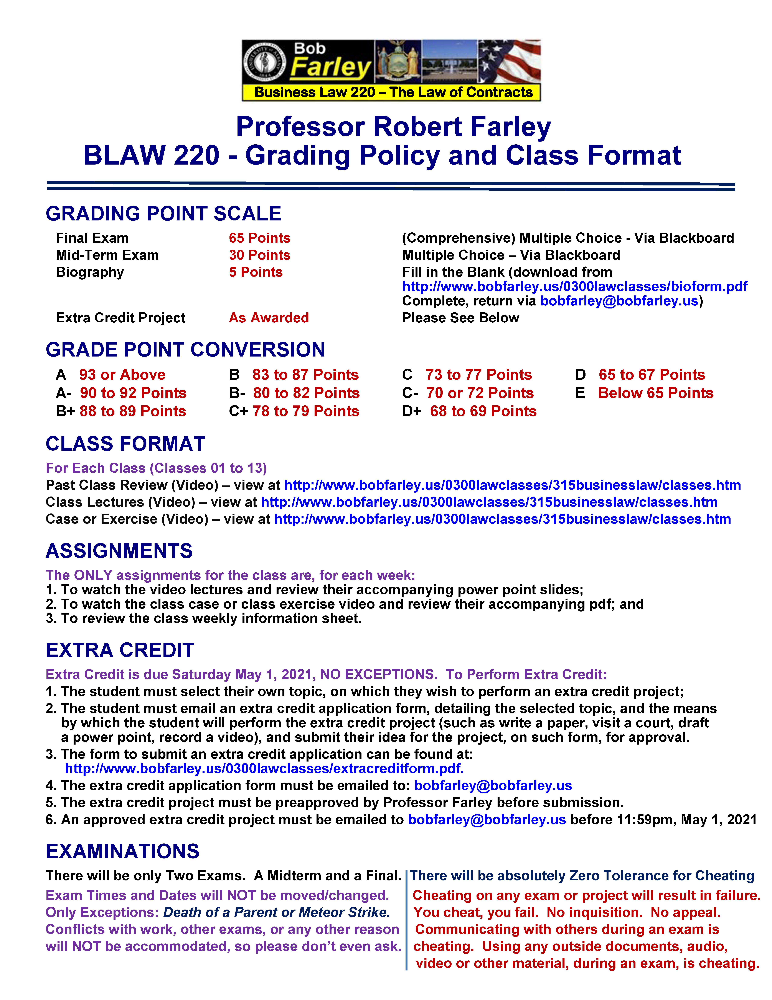 Bob
Farley
UNIVERSITY AT ALBANY
1844
Business Law 220 – The Law of Contracts
Professor Robert Farley
BLAW 220 - Grading Policy and Class Format
GRADING POINT SCALE
Final Exam 65 Points (Comprehensive) Multiple Choice - Via Blackboard
Mid-Term Exam 30 Points Multiple Choice – Via Blackboard
Biography 5 Points Fill in the Blank (download from
http://www.bobfarley.us/0300lawclasses/bioform.pdf
Complete, return via bobfarley@bobfarley.us)
Extra Credit Project As Awarded Please See Below
GRADE POINT CONVERSION
A 93 or Above B 83 to 87 Points C 73 to 77 Points D 65 to 67 Points
A- 90 to 92 Points B- 80 to 82 Points C- 70 or 72 Points E Below 65 Points
B+ 88 to 89 Points C+ 78 to 79 Points D+ 68 to 69 Points
CLASS FORMAT
For Each Class (Classes 01 to 13)
Past Class Review (Video) – view at http://www.bobfarley.us/0300lawclasses/315businesslaw/classes.htm
Class Lectures (Video) – view at http://www.bobfarley.us/0300lawclasses/315businesslaw/classes.htm
Case or Exercise (Video) – view at http://www.bobfarley.us/0300lawclasses/315businesslaw/classes.htm
ASSIGNMENTS
The ONLY assignments for the class are, for each week:
1. To watch the video lectures and review their accompanying power point slides;
2. To watch the class case or class exercise video and review their accompanying pdf; and
3. To review the class weekly information sheet.
EXTRA CREDIT
Extra Credit is due Saturday May 1, 2021, NO EXCEPTIONS. To Perform Extra Credit:
1. The student must select their own topic, on which they wish to perform an extra credit project;
2. The student must email an extra credit application form, detailing the selected topic, and the means
by which the student will perform the extra credit project (such as write a paper, visit a court, draft
a power point, record a video), and submit their idea for the project, on such form, for approval.
3. The form to submit an extra credit application can be found at:
http://www.bobfarley.us/0300lawclasses/extracreditform.pdf.
4. The extra credit application form must be emailed to: bobfarley@bobfarley.us
5. The extra credit project must be preapproved by Professor Farley before submission.
6. An approved extra credit project must be emailed to bobfarley@bobfarley.us before 11:59pm, May 1, 2021
EXAMINATIONS
There will be only Two Exams. A Midterm and a Final.
Exam Times and Dates will NOT be moved/changed.
Only Exceptions: Death of a Parent or Meteor Strike.
Conflicts with work, other exams, or any other reason
will NOT be accommodated, so please don’t even ask.
There will be absolutely Zero Tolerance for Cheating
Cheating on any exam or project will result in failure.
You cheat, you fail. No inquisition. No appeal.
Communicating with others during an exam is
cheating. Using any outside documents, audio,
video or other material, during an exam, is cheating.